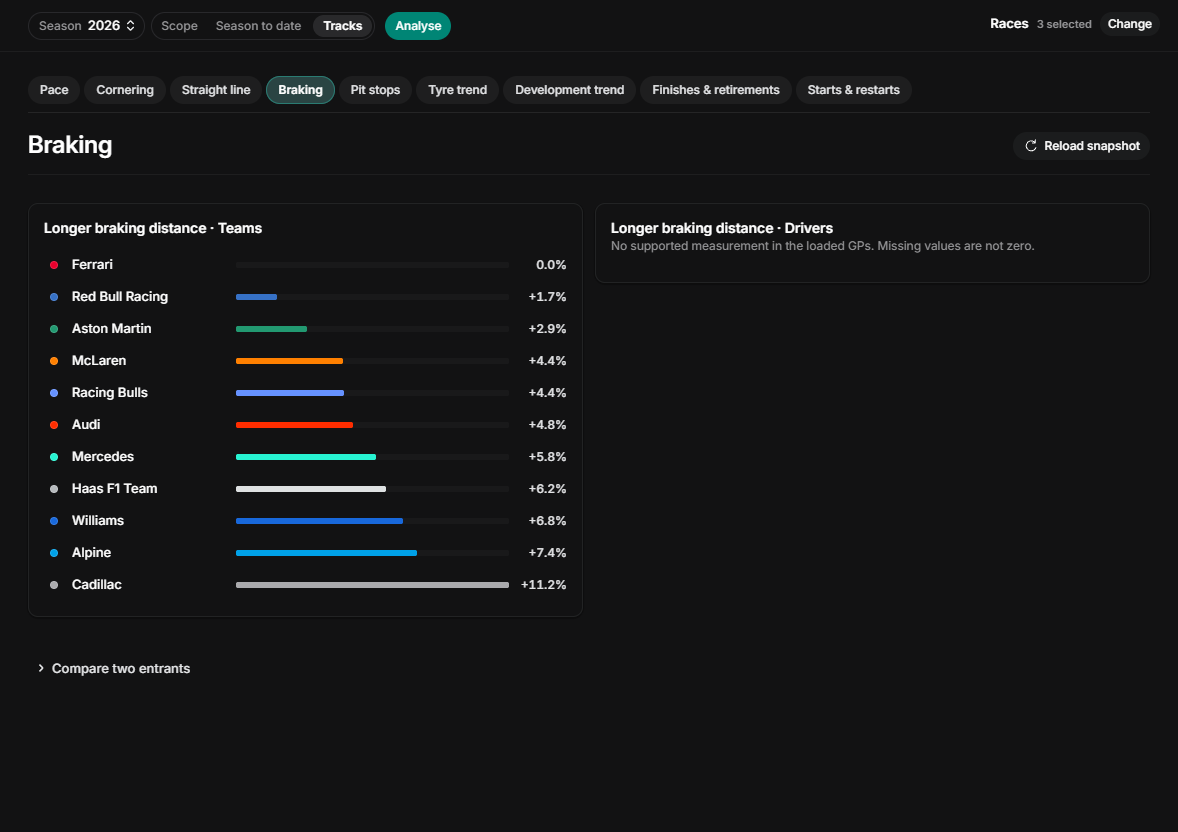 Season 2026 Scope Season to date Tracks Analyse Races 3 selected Change
Pace Cornering Straight line Braking Pit stops Tyre trend Development trend Finishes & retirements Starts & restarts
Braking
Reload snapshot
Longer braking distance · Teams
Ferrari 0.0%
Red Bull Racing +1.7%
Aston Martin +2.9%
McLaren +4.4%
Racing Bulls +4.4%
Audi +4.8%
Mercedes +5.8%
Haas F1 Team +6.2%
Williams +6.8%
Alpine +7.4%
Cadillac +11.2%
Longer braking distance · Drivers
No supported measurement in the loaded GPs. Missing values are not zero.
Compare two entrants